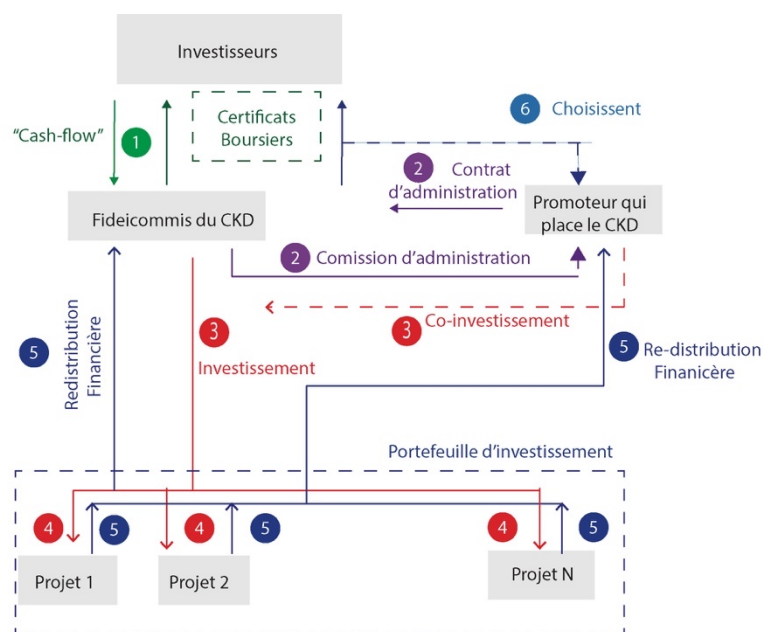 Investisseurs
Certificats
Boursiers
"Cash-flow"
1
6 Choisissent
2 Contrat
d'administration
Fideicommis du CKD
Promoteur qui
place le CKD
2 Comission d'administration
3
3 Co-investissement
5 Redistribution
Financière
Investissement
5 Re-distribution
Finanicère
Portefeuille d'investissement
4 5 4 5 4 5
Projet 1
Projet 2
Projet N